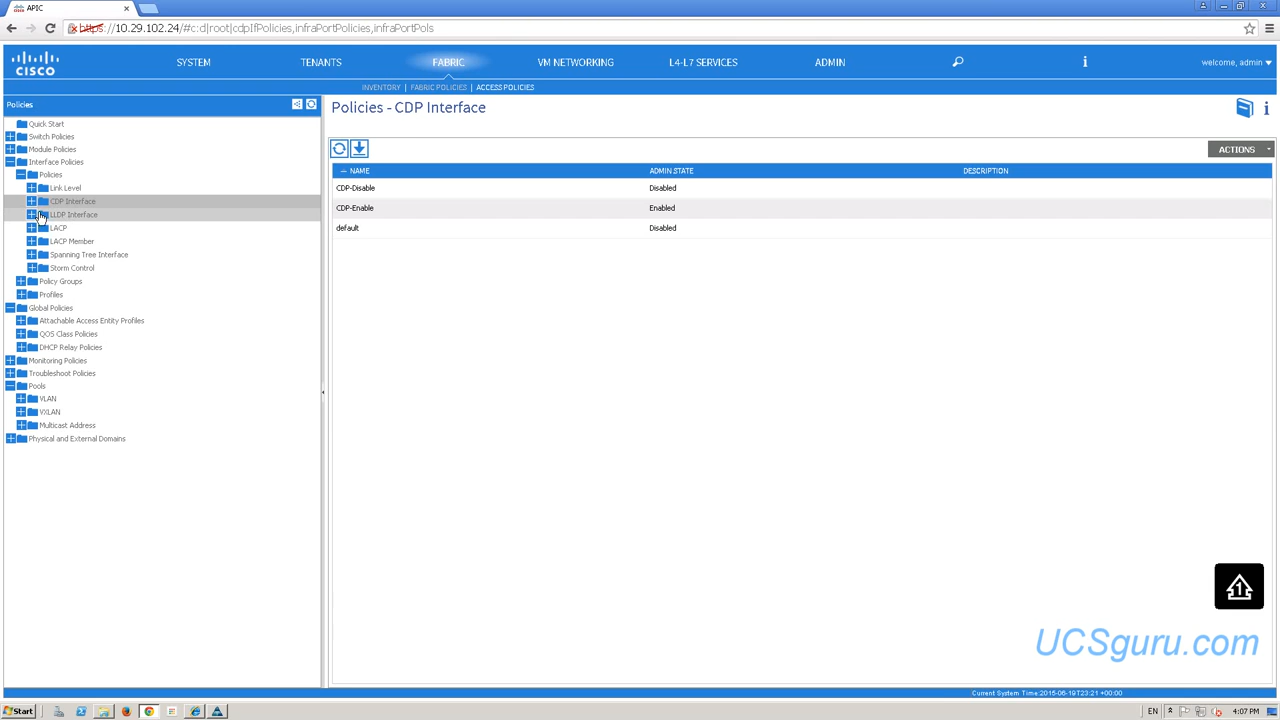 APIC
https://10.29.102.24/#c:d|root|cdpIfPolicies,infraPortPolicies,infraPortPols
CISCO
SYSTEM TENANTS FABRIC VM NETWORKING L4-L7 SERVICES ADMIN i welcome, admin
INVENTORY | FABRIC POLICIES | ACCESS POLICIES
Policies
Policies - CDP Interface
i
Quick Start
Switch Policies
Module Policies
Interface Policies
Policies
Link Level
CDP Interface
LLDP Interface
LACP
LACP Member
Spanning Tree Interface
Storm Control
Policy Groups
Profiles
Global Policies
Attachable Access Entity Profiles
QOS Class Policies
DHCP Relay Policies
Monitoring Policies
Troubleshoot Policies
Pools
VLAN
VXLAN
Multicast Address
Physical and External Domains
ACTIONS
NAME ADMIN STATE DESCRIPTION
CDP-Disable Disabled
CDP-Enable Enabled
default Disabled
1
UCSguru.com
Current System Time:2015-06-19T23:21 +00:00
Start
EN 4:07 PM